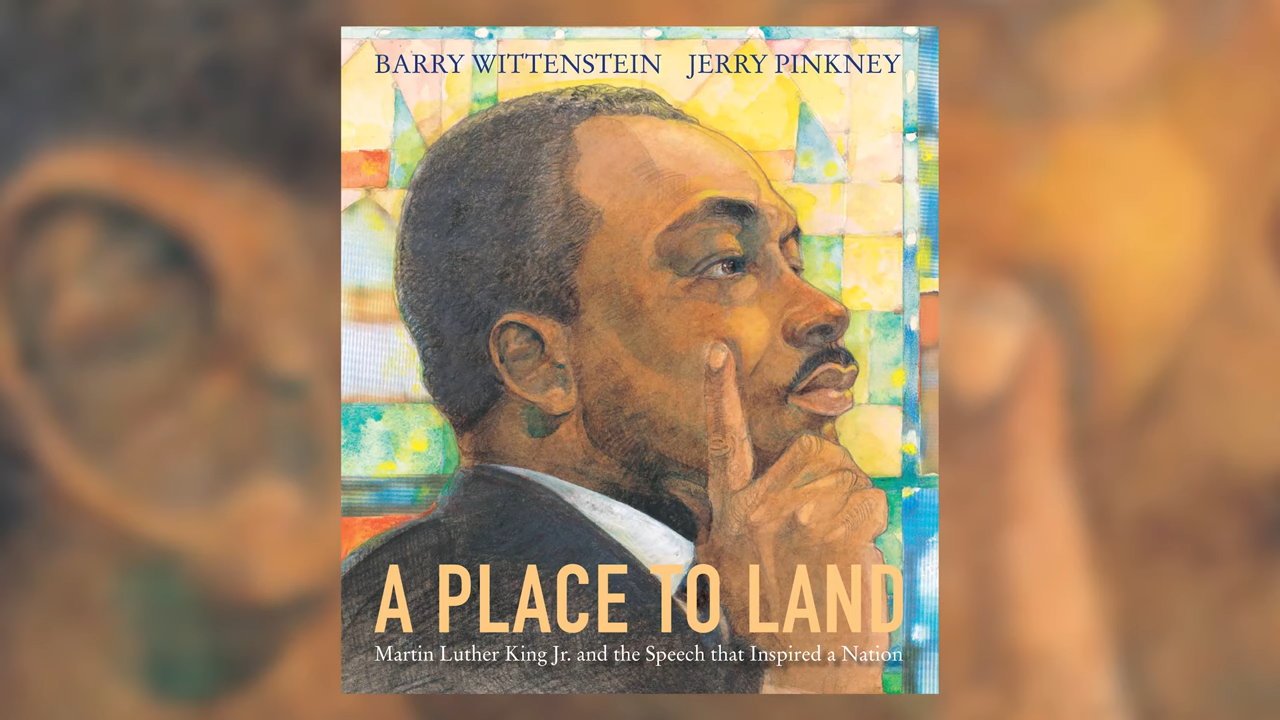 BARRY WITTENSTEIN JERRY PINKNEY
A PLACE TO LAND
Martin Luther King Jr. and the Speech that Inspired a Nation